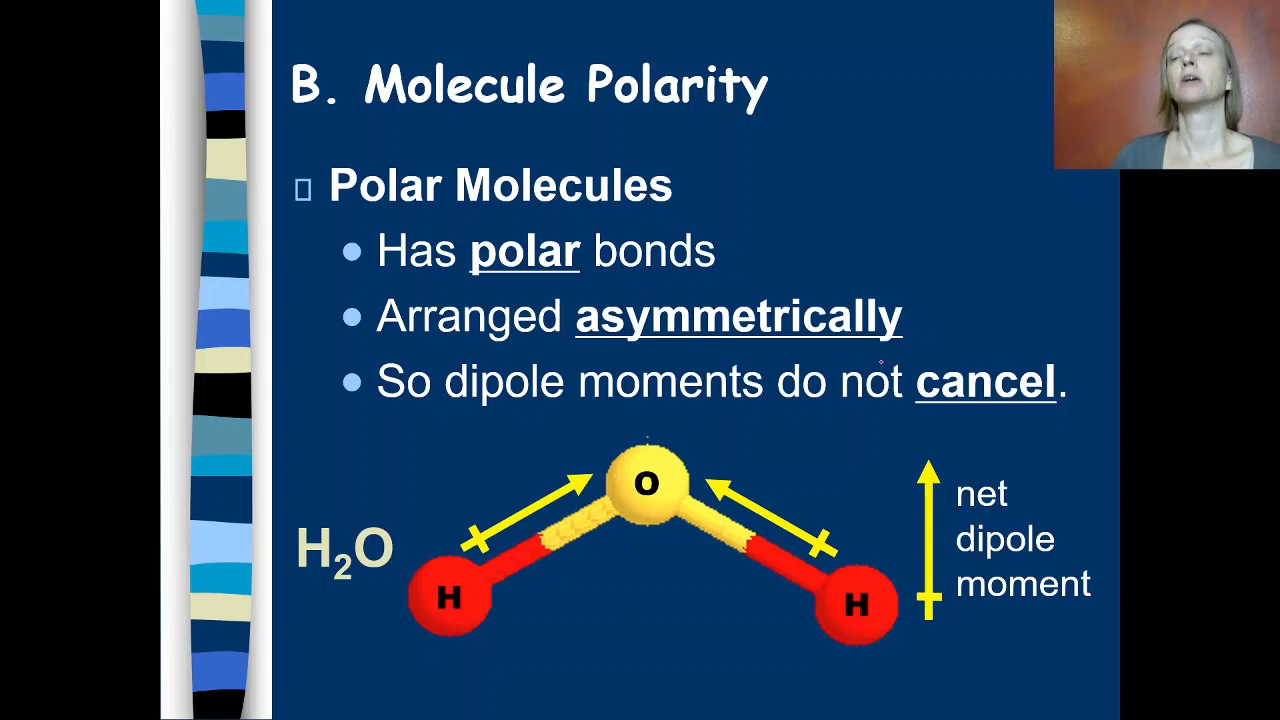 B. Molecule Polarity
Polar Molecules
Has polar bonds
Arranged asymmetrically
So dipole moments do not cancel.
O
net
dipole
moment
H₂O
H
H